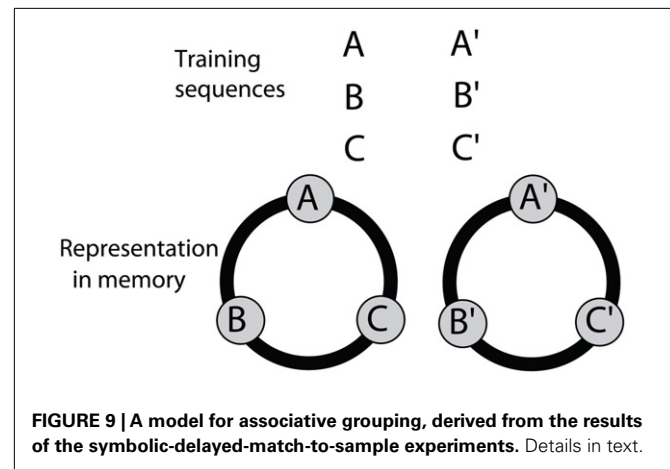 Training
sequences
A A'
B B'
C C'
Representation
in memory
A
B C
A'
B' C'
FIGURE 9 | A model for associative grouping, derived from the results
of the symbolic-delayed-match-to-sample experiments. Details in text.